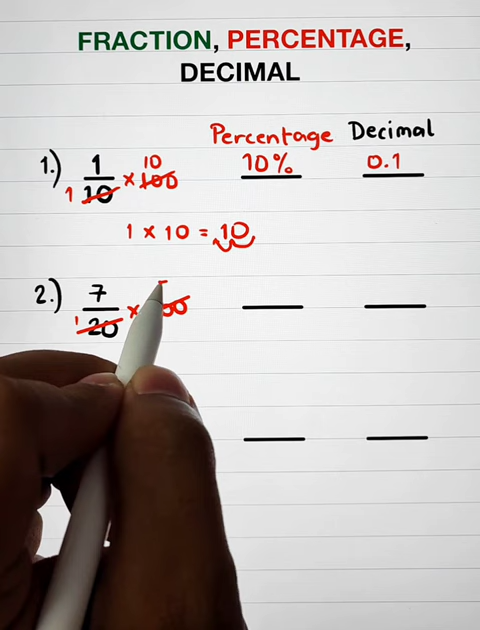 FRACTION, PERCENTAGE,
DECIMAL
Percentage Decimal
1.) 1/10 × 100 10 1 10% 0.1
1 × 10 = 10
2.) 7/20 × 1